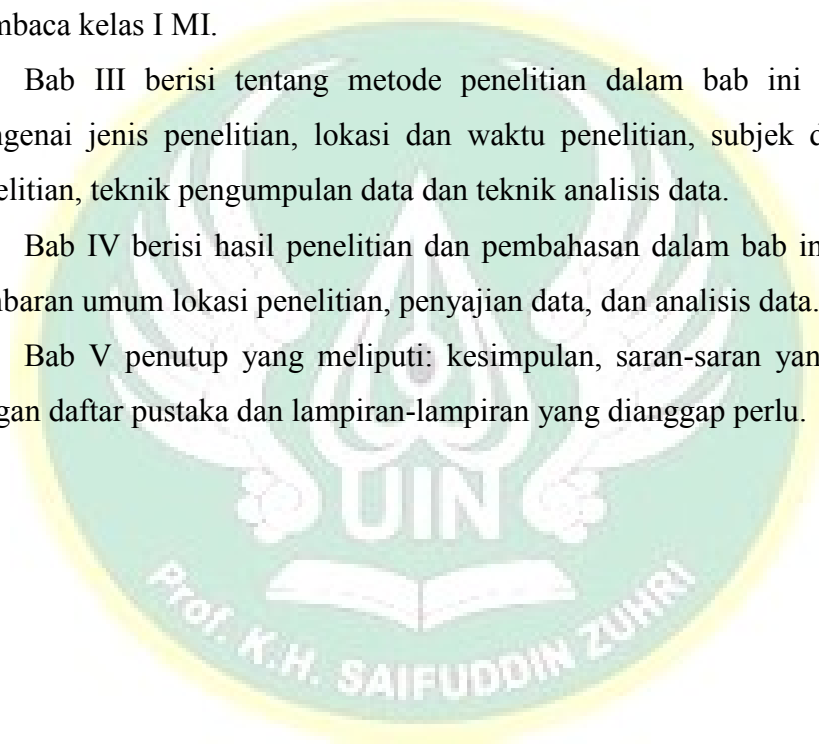 mbaca kelas I MI.
Bab III berisi tentang metode penelitian dalam bab ini
ngenai jenis penelitian, lokasi dan waktu penelitian, subjek d
elitian, teknik pengumpulan data dan teknik analisis data.
Bab IV berisi hasil penelitian dan pembahasan dalam bab in
mbaran umum lokasi penelitian, penyajian data, dan analisis data.
Bab V penutup yang meliputi: kesimpulan, saran-saran yan
gan daftar pustaka dan lampiran-lampiran yang dianggap perlu.
UIN
Prof. K.H. SAIFUDDIN ZUHRI